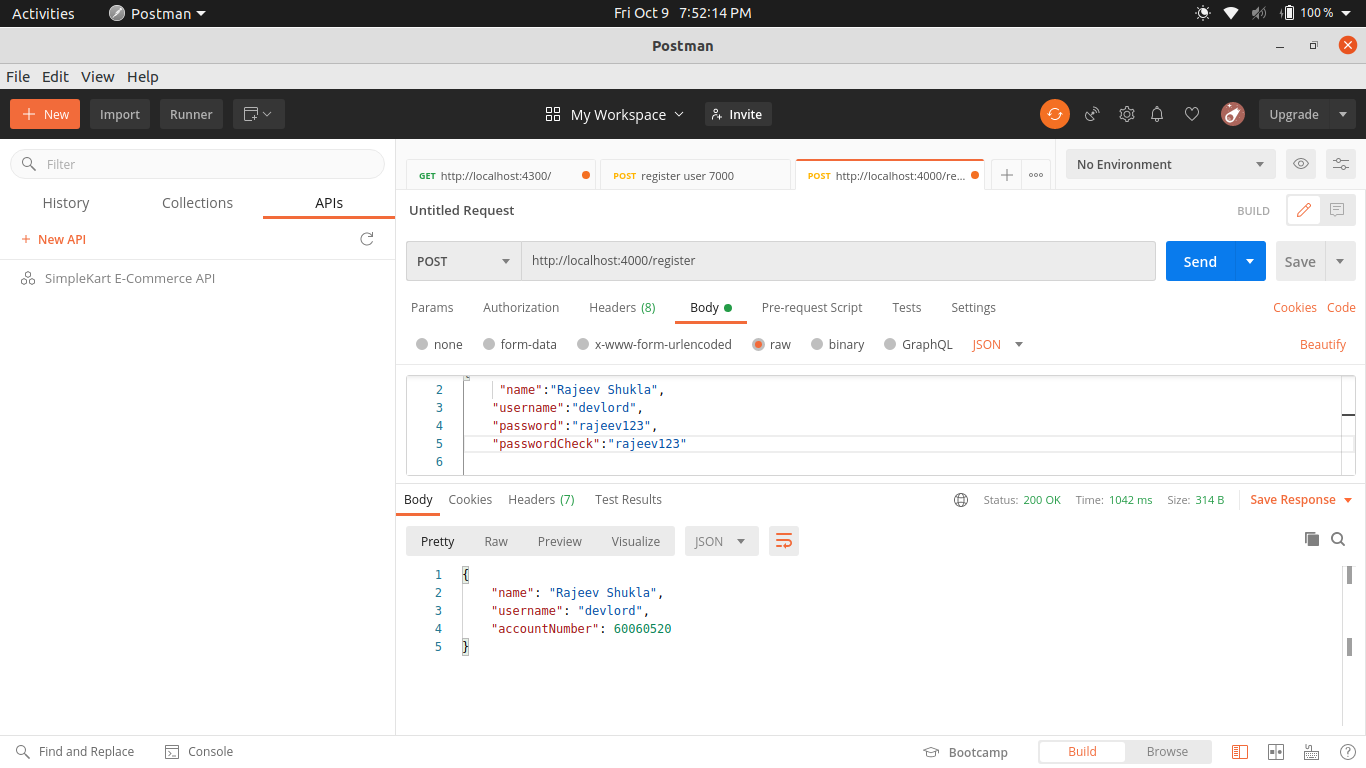 Activities Postman Fri Oct 9 7:52:14 PM 100 %
Postman
File Edit View Help
+ New Import Runner My Workspace Invite Upgrade
Filter
History Collections APIs
+ New API
SimpleKart E-Commerce API
GET http://localhost:4300/ POST register user 7000 POST http://localhost:4000/re... + No Environment
Untitled Request BUILD
POST http://localhost:4000/register Send Save
Params Authorization Headers (8) Body Pre-request Script Tests Settings Cookies Code
none form-data x-www-form-urlencoded raw binary GraphQL JSON Beautify
2 "name":"Rajeev Shukla",
3 "username":"devlord",
4 "password":"rajeev123",
5 "passwordCheck":"rajeev123"
6
Body Cookies Headers (7) Test Results Status: 200 OK Time: 1042 ms Size: 314 B Save Response
Pretty Raw Preview Visualize JSON
1 {
2 "name": "Rajeev Shukla",
3 "username": "devlord",
4 "accountNumber": 60060520
5 }
Find and Replace Console Bootcamp Build Browse